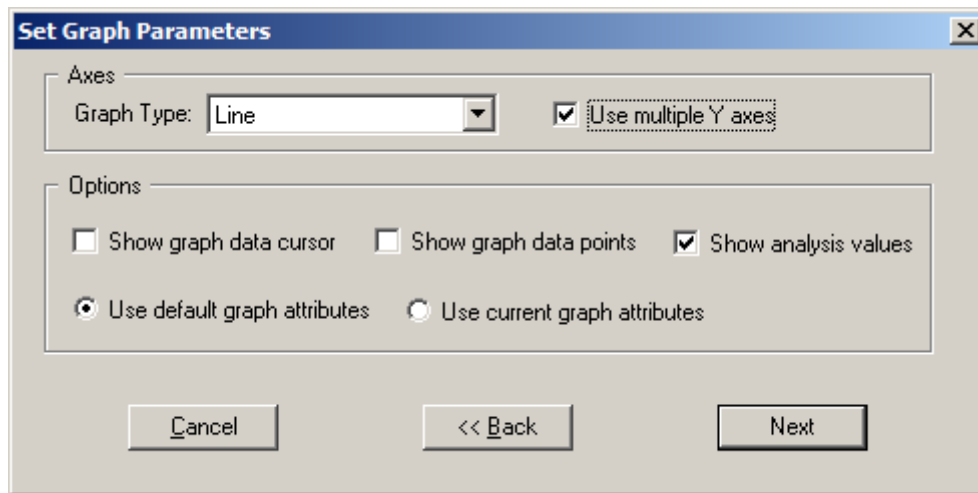 Set Graph Parameters
Axes
Graph Type: Line Use multiple Y axes
Options
Show graph data cursor Show graph data points Show analysis values
Use default graph attributes Use current graph attributes
Cancel << Back Next